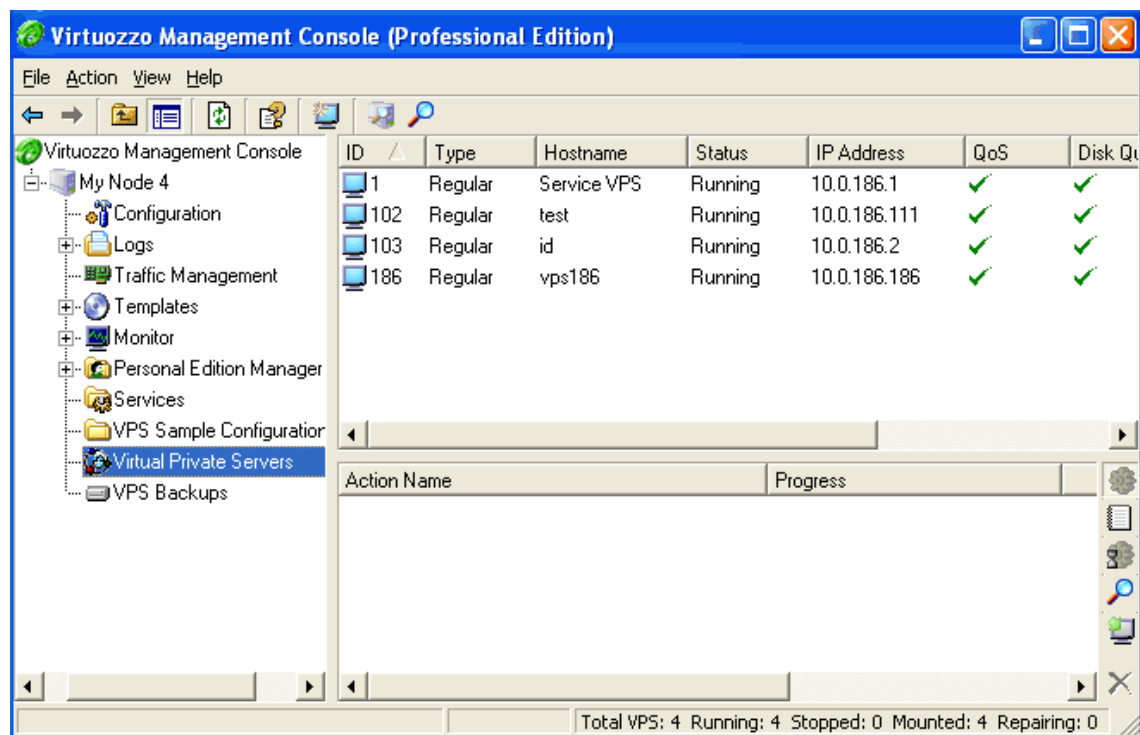 Virtuozzo Management Console (Professional Edition)
File Action View Help
Virtuozzo Management Console
My Node 4
Configuration
Logs
Traffic Management
Templates
Monitor
Personal Edition Manager
Services
VPS Sample Configuration
Virtual Private Servers
VPS Backups
ID Type Hostname Status IP Address QoS Disk Qu
1 Regular Service VPS Running 10.0.186.1
102 Regular test Running 10.0.186.111
103 Regular id Running 10.0.186.2
186 Regular vps186 Running 10.0.186.186
Action Name Progress
Total VPS: 4 Running: 4 Stopped: 0 Mounted: 4 Repairing: 0